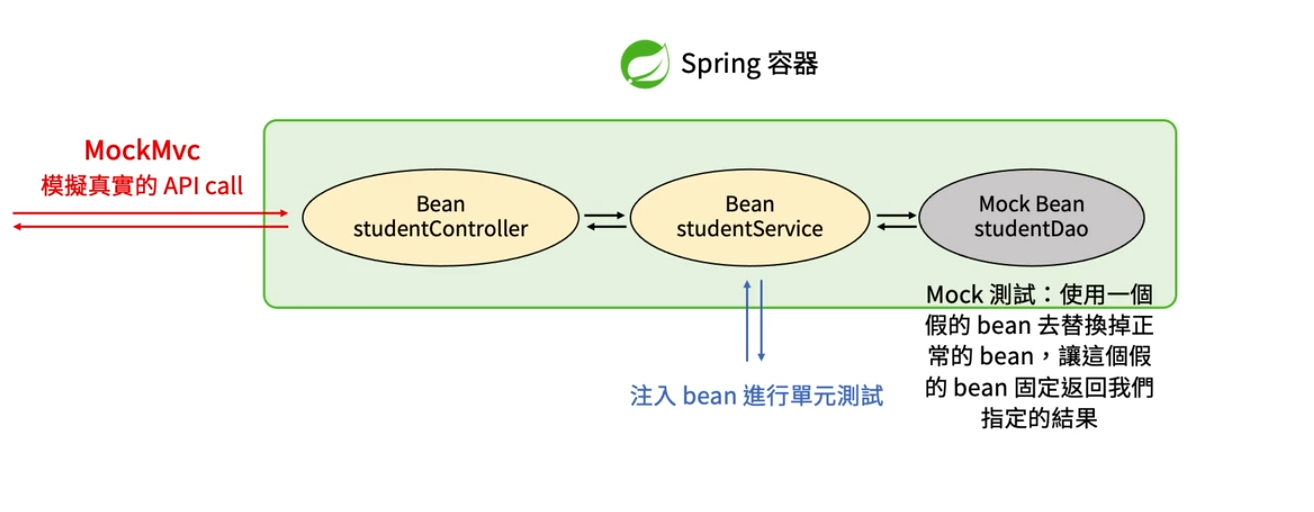 Spring 容器
MockMvc
模擬真實的 API call
Bean
studentController
Bean
studentService
Mock Bean
studentDao
Mock 測試：使用一個
假的 bean 去替換掉正
常的 bean，讓這個假
的 bean 固定返回我們
指定的結果
注入 bean 進行單元測試